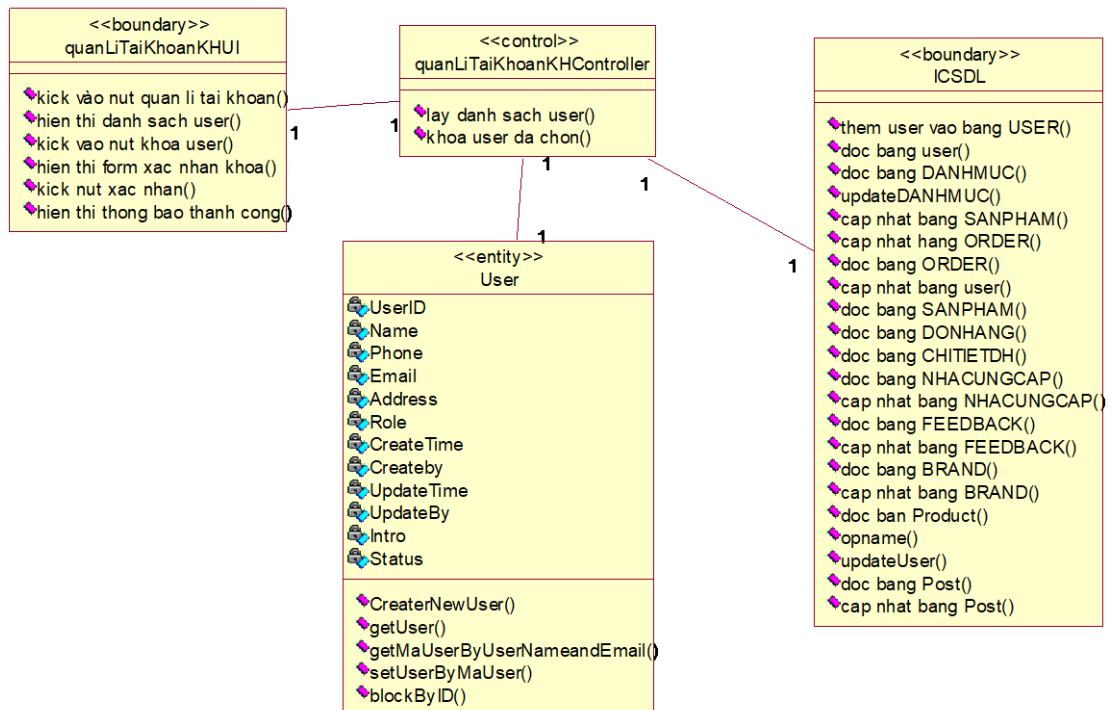 <<boundary>>
quanLiTaiKhoanKHUI
kick vào nut quan li tai khoan()
hien thi danh sach user()
kick vao nut khoa user()
hien thi form xac nhan khoa()
kick nut xac nhan()
hien thi thong bao thanh cong()
1
1
<<control>>
quanLiTaiKhoanKHController
lay danh sach user()
khoa user da chon()
1
1
1
1
<<entity>>
User
UserID
Name
Phone
Email
Address
Role
CreateTime
Createby
UpdateTime
UpdateBy
Intro
Status
CreaterNewUser()
getUser()
getMaUserByUserNameandEmail()
setUserByMaUser()
blockByID()
<<boundary>>
ICSDL
them user vao bang USER()
doc bang user()
doc bang DANHMUC()
updateDANHMUC()
cap nhat bang SANPHAM()
cap nhat hang ORDER()
doc bang ORDER()
cap nhat bang user()
doc bang SANPHAM()
doc bang DONHANG()
doc bang CHITIETDH()
doc bang NHACUNGCAP()
cap nhat bang NHACUNGCAP()
doc bang FEEDBACK()
cap nhat bang FEEDBACK()
doc bang BRAND()
cap nhat bang BRAND()
doc ban Product()
opname()
updateUser()
doc bang Post()
cap nhat bang Post()